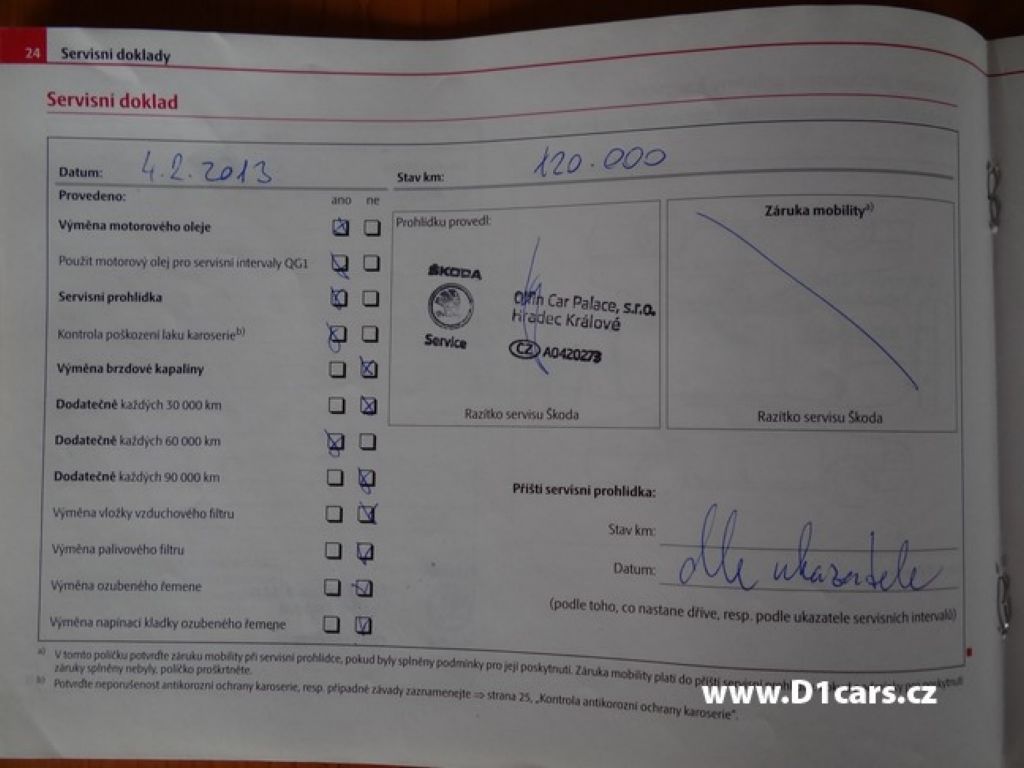 24 Servisní doklady
Servisní doklad
Datum: 4.2.2013 Stav km: 120.000
Provedeno: ano ne
Výměna motorového oleje
Použit motorový olej pro servisní intervaly QG1
Servisní prohlídka
Kontrola poškození laku karoserie b)
Výměna brzdové kapaliny
Dodatečně každých 30 000 km
Dodatečně každých 60 000 km
Dodatečně každých 90 000 km
Výměna vložky vzduchového filtru
Výměna palivového filtru
Výměna ozubeného řemene
Výměna napínací kladky ozubeného řemene
Prohlídku provedl:
ŠKODA
Service
Car Palace, s.r.o.
Hradec Králové
CZ A0420273
Razítko servisu Škoda
Záruka mobility a)
Razítko servisu Škoda
Příští servisní prohlídka:
Stav km:
Datum: dle ukazatele
(podle toho, co nastane dříve, resp. podle ukazatele servisních intervalů)
a) V tomto políčku potvrďte záruku mobility při servisní prohlídce, pokud byly splněny podmínky pro její poskytnutí. Záruka mobility platí do příští servisní
záruky splněny nebyly, políčko proškrtněte.
b) Potvrďte neporušenost antikorozní ochrany karoserie, resp. případné závady zaznamenejte ⇒ strana 25, „Kontrola antikorozní ochrany karoserie“.
www.D1cars.cz